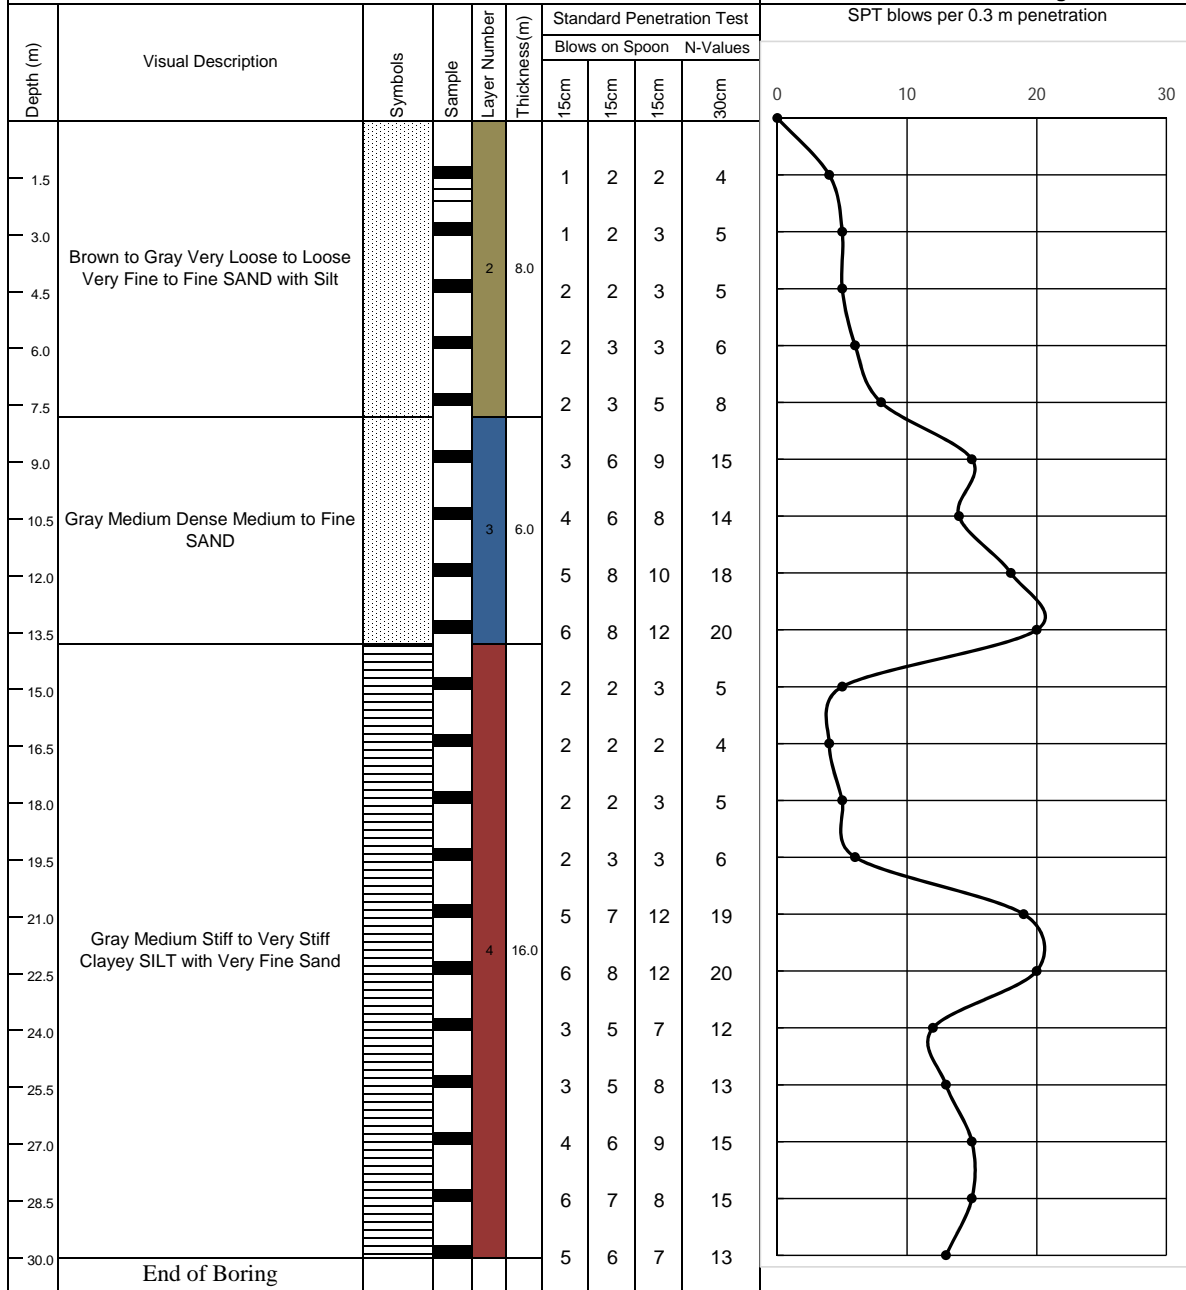 Standard Penetration Test
SPT blows per 0.3 m penetration
Depth (m)
Visual Description
Symbols
Sample
Layer Number
Thickness(m)
Blows on Spoon N-Values
15cm 15cm 15cm 30cm
0 10 20 30
1.5 1 2 2 4
3.0 1 2 3 5
Brown to Gray Very Loose to Loose
Very Fine to Fine SAND with Silt
2 8.0
4.5 2 2 3 5
6.0 2 3 3 6
7.5 2 3 5 8
9.0 3 6 9 15
10.5 4 6 8 14
Gray Medium Dense Medium to Fine
SAND
3 6.0
12.0 5 8 10 18
13.5 6 8 12 20
15.0 2 2 3 5
16.5 2 2 2 4
18.0 2 2 3 5
19.5 2 3 3 6
21.0 5 7 12 19
Gray Medium Stiff to Very Stiff
Clayey SILT with Very Fine Sand
4 16.0
22.5 6 8 12 20
24.0 3 5 7 12
25.5 3 5 8 13
27.0 4 6 9 15
28.5 6 7 8 15
30.0 5 6 7 13
End of Boring